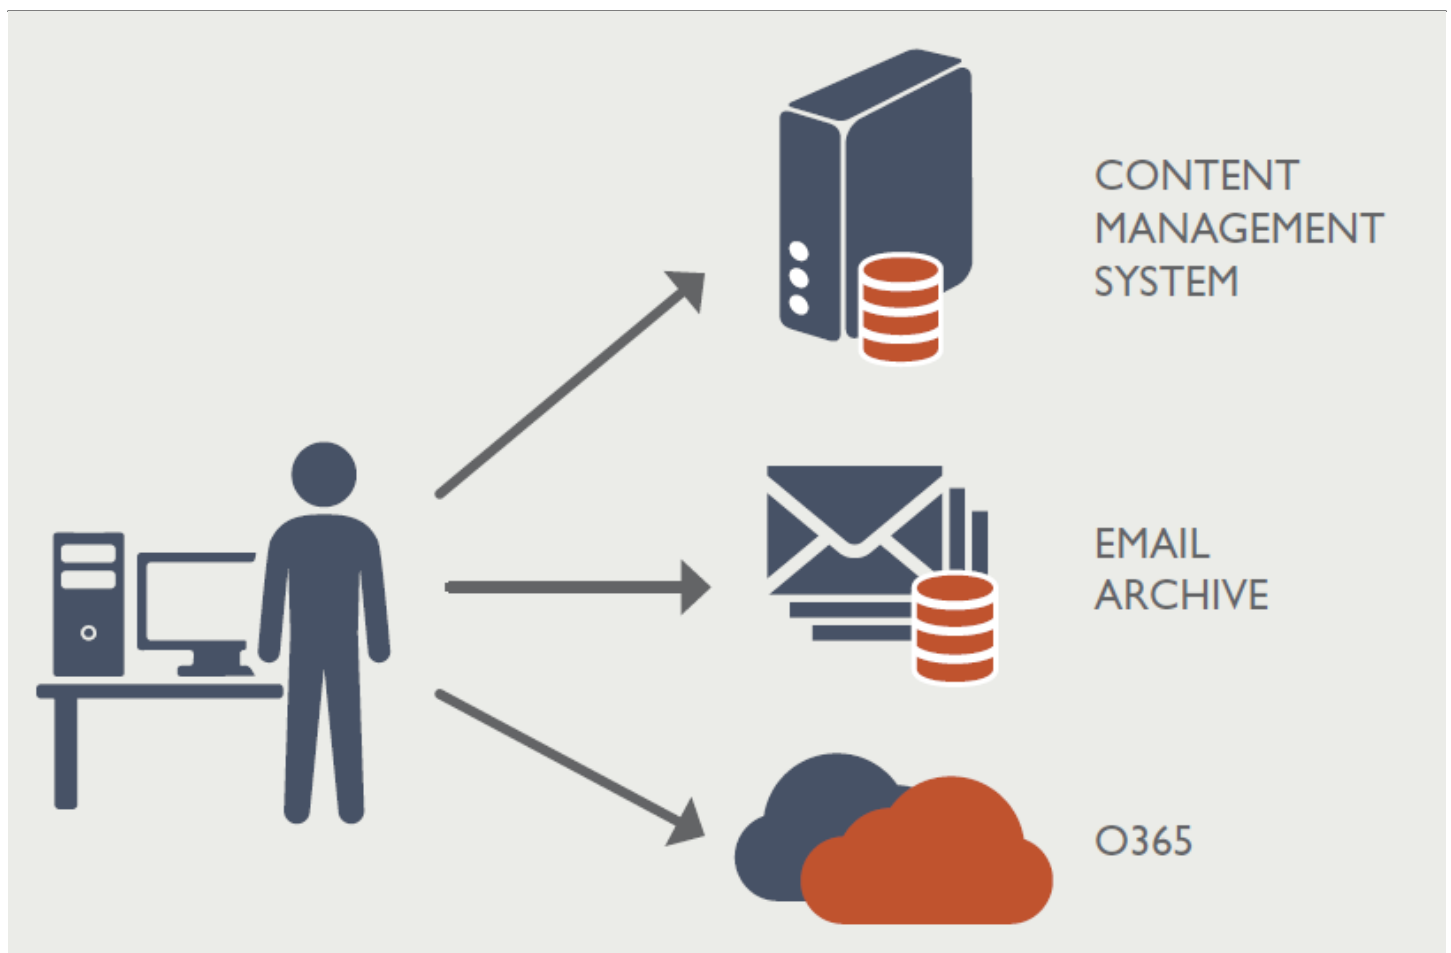 CONTENT
MANAGEMENT
SYSTEM
EMAIL
ARCHIVE
O365